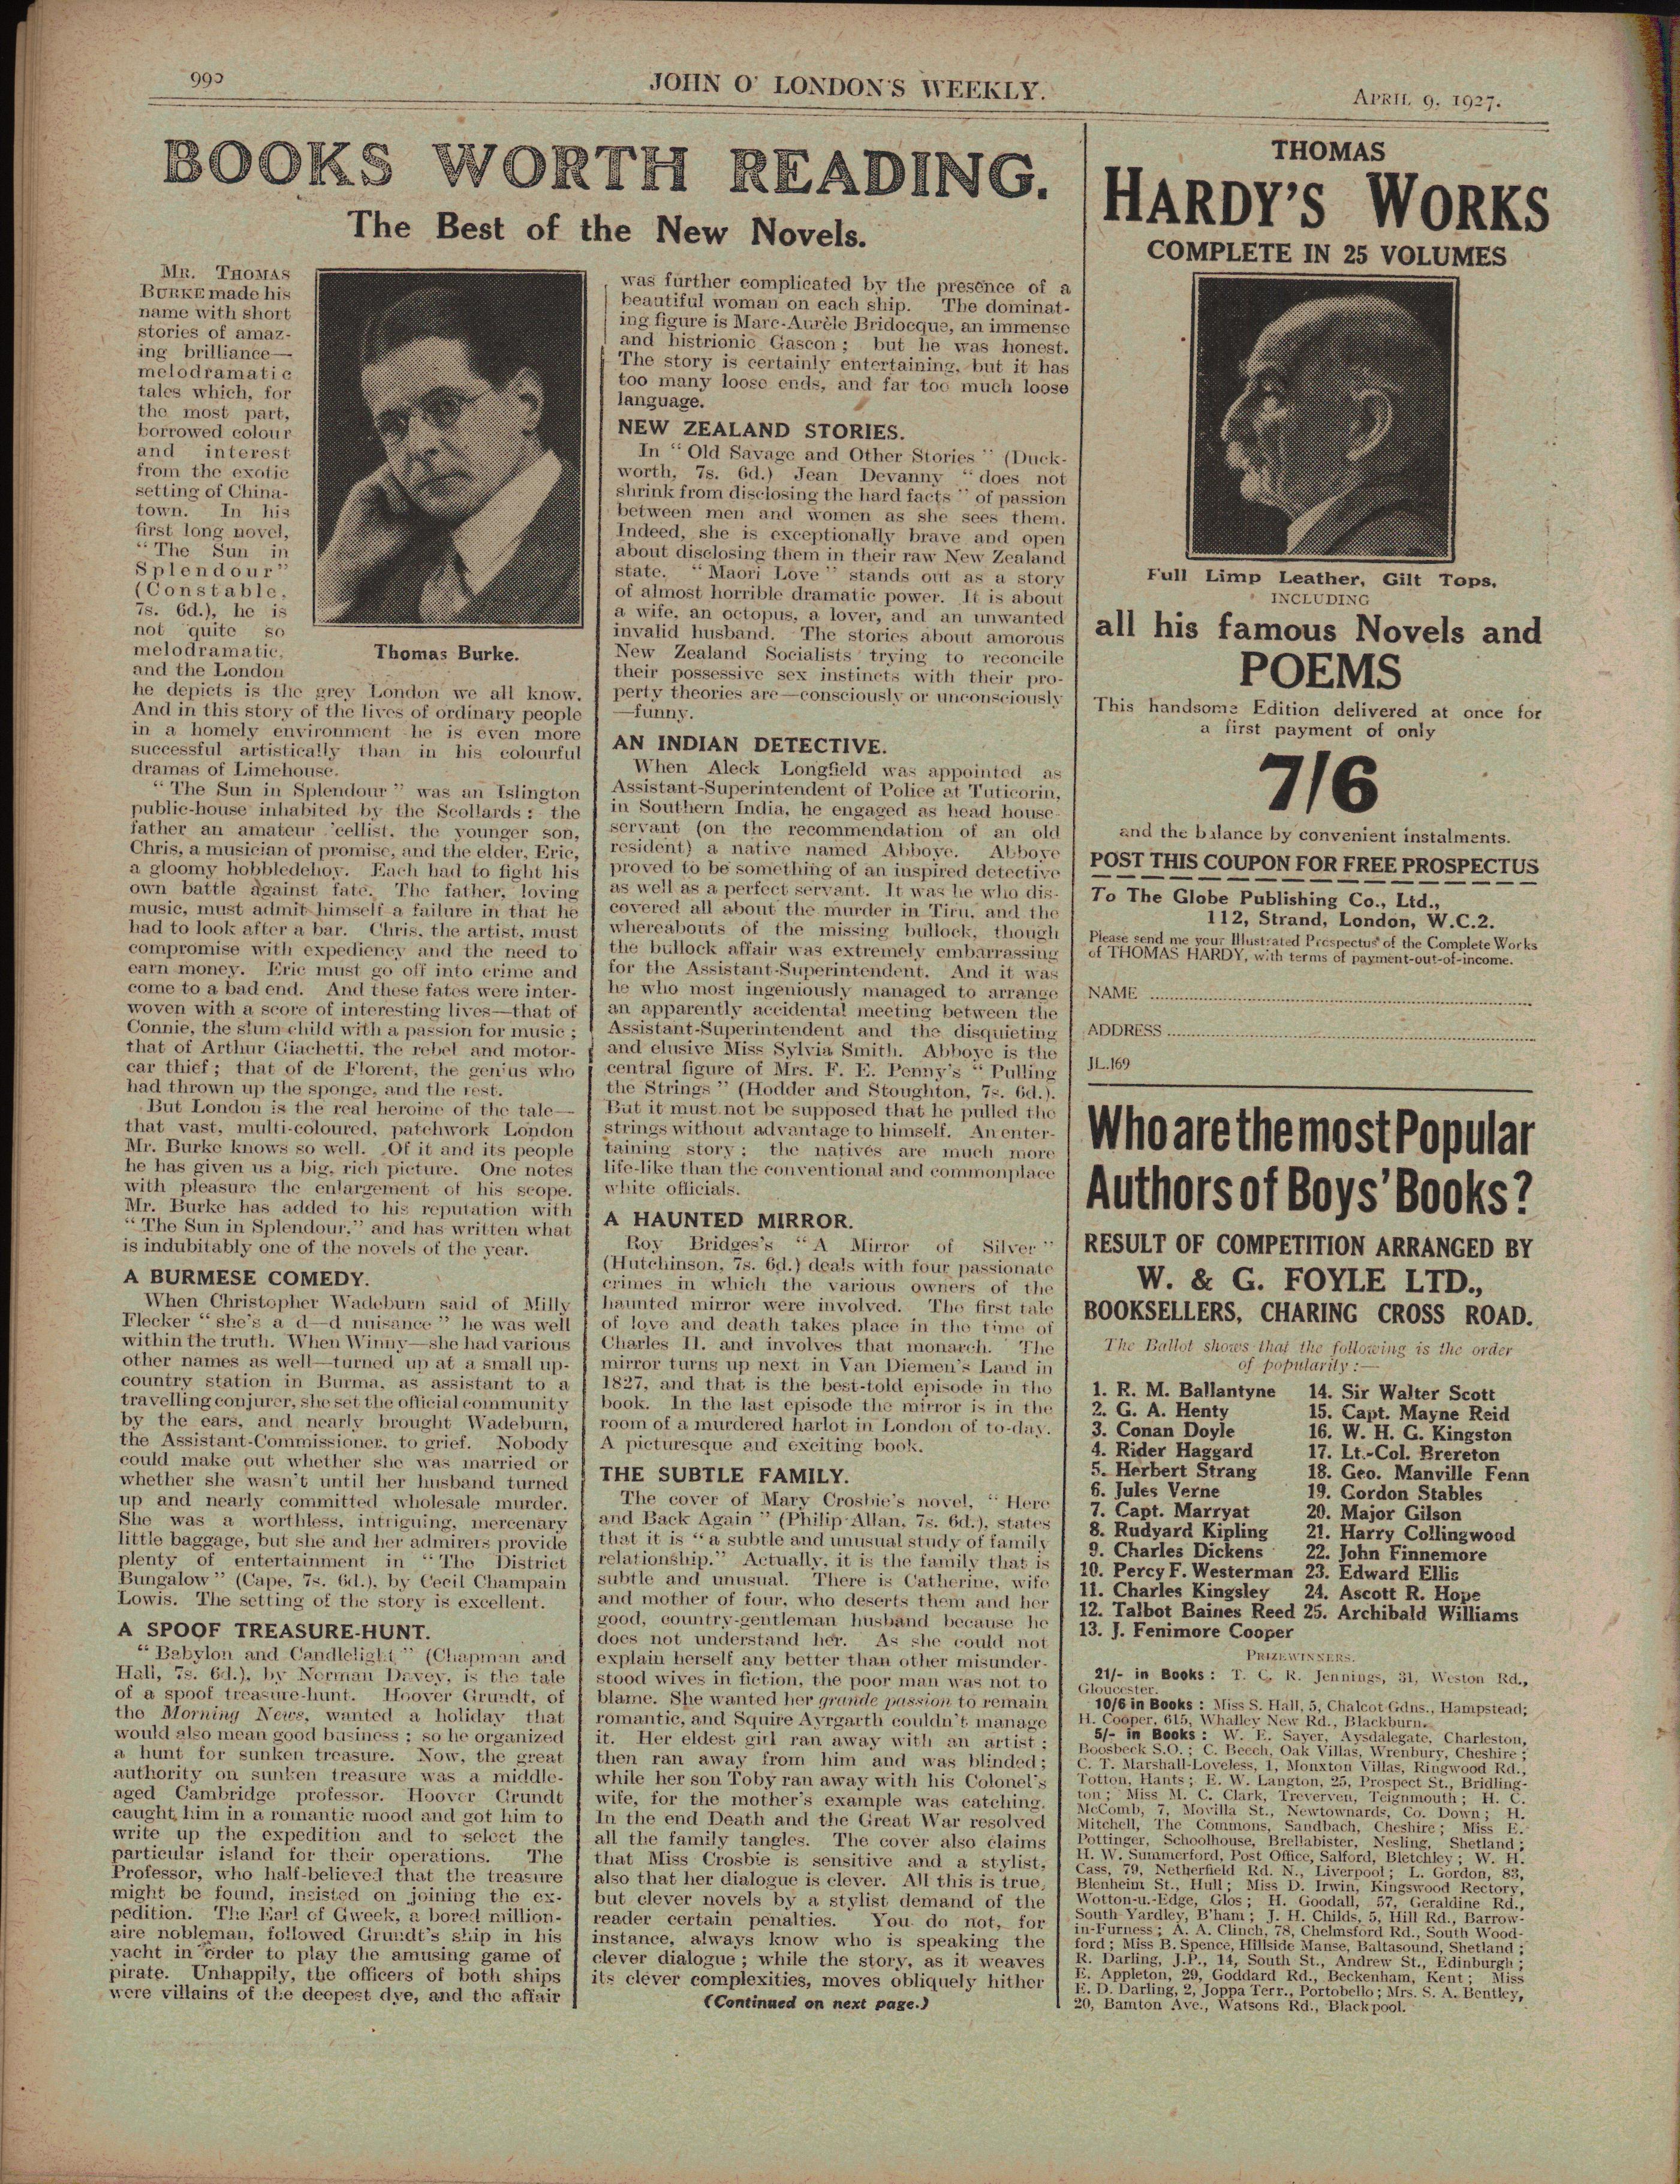 990
JOHN O' LONDON'S WEEKLY.
APRIL 9, 1927.
BOOKS WORTH READING.
The Best of the New Novels.
MR. THOMAS
BURKE made his
name with short
stories of amaz-
ing brilliance—
melodramatic
tales which, for
the most part,
borrowed colour
and interest
from the exotic
setting of China-
town. In his
first long novel,
"The Sun in
Splendour"
(Constable,
7s. 6d.), he is
not quite so
melodramatic,
and the London
Thomas Burke.
he depicts is the grey London we all know.
And in this story of the lives of ordinary people
in a homely environment he is even more
successful artistically than in his colourful
dramas of Limehouse.
"The Sun in Splendour" was an Islington
public-house inhabited by the Scollards: the
father an amateur 'cellist, the younger son,
Chris, a musician of promise, and the elder, Eric,
a gloomy hobbledehoy. Each had to fight his
own battle against fate. The father, loving
music, must admit himself a failure in that he
had to look after a bar. Chris, the artist, must
compromise with expediency and the need to
earn money. Eric must go off into crime and
come to a bad end. And these fates were inter-
woven with a score of interesting lives—that of
Connie, the slum child with a passion for music;
that of Arthur Giachetti, the rebel and motor-
car thief; that of de Florent, the genius who
had thrown up the sponge, and the rest.
But London is the real heroine of the tale—
that vast, multi-coloured, patchwork London
Mr. Burke knows so well. Of it and its people
he has given us a big, rich picture. One notes
with pleasure the enlargement of his scope.
Mr. Burke has added to his reputation with
"The Sun in Splendour," and has written what
is indubitably one of the novels of the year.
A BURMESE COMEDY.
When Christopher Wadeburn said of Milly
Flecker "she's a d—d nuisance" he was well
within the truth. When Winny—she had various
other names as well—turned up at a small up-
country station in Burma, as assistant to a
travelling conjurer, she set the official community
by the ears, and nearly brought Wadeburn,
the Assistant-Commissioner, to grief. Nobody
could make out whether she was married or
whether she wasn't until her husband turned
up and nearly committed wholesale murder.
She was a worthless, intriguing, mercenary
little baggage, but she and her admirers provide
plenty of entertainment in "The District
Bungalow" (Cape, 7s. 6d.), by Cecil Champain
Lowis. The setting of the story is excellent.
A SPOOF TREASURE-HUNT.
"Babylon and Candlelight" (Chapman and
Hall, 7s. 6d.), by Norman Davey, is the tale
of a spoof treasure-hunt. Hoover Grundt, of
the Morning News, wanted a holiday that
would also mean good business; so he organized
a hunt for sunken treasure. Now, the great
authority on sunken treasure was a middle-
aged Cambridge professor. Hoover Grundt
caught him in a romantic mood and got him to
write up the expedition and to select the
particular island for their operations. The
Professor, who half-believed that the treasure
might be found, insisted on joining the ex-
pedition. The Earl of Gweek, a bored million-
aire nobleman, followed Grundt's ship in his
yacht in order to play the amusing game of
pirate. Unhappily, the officers of both ships
were villains of the deepest dye, and the affair
was further complicated by the presence of a
beautiful woman on each ship. The dominat-
ing figure is Marc-Aurèle Bridocque, an immense
and histrionic Gascon; but he was honest.
The story is certainly entertaining, but it has
too many loose ends, and far too much loose
language.
NEW ZEALAND STORIES.
In "Old Savage and Other Stories" (Duck-
worth, 7s. 6d.) Jean Devanny "does not
shrink from disclosing the hard facts" of passion
between men and women as she sees them.
Indeed, she is exceptionally brave and open
about disclosing them in their raw New Zealand
state. "Maori Love" stands out as a story
of almost horrible dramatic power. It is about
a wife, an octopus, a lover, and an unwanted
invalid husband. The stories about amorous
New Zealand Socialists trying to reconcile
their possessive sex instincts with their pro-
perty theories are—consciously or unconsciously
—funny.
AN INDIAN DETECTIVE.
When Aleck Longfield was appointed as
Assistant-Superintendent of Police at Tuticorin,
in Southern India, he engaged as head house-
servant (on the recommendation of an old
resident) a native named Abboye. Abboye
proved to be something of an inspired detective
as well as a perfect servant. It was he who dis-
covered all about the murder in Tiru, and the
whereabouts of the missing bullock, though
the bullock affair was extremely embarrassing
for the Assistant-Superintendent. And it was
he who most ingeniously managed to arrange
an apparently accidental meeting between the
Assistant-Superintendent and the disquieting
and elusive Miss Sylvia Smith. Abboye is the
central figure of Mrs. F. E. Penny's "Pulling
the Strings" (Hodder and Stoughton, 7s. 6d.).
But it must not be supposed that he pulled the
strings without advantage to himself. An enter-
taining story; the natives are much more
life-like than the conventional and commonplace
white officials.
A HAUNTED MIRROR.
Roy Bridges's "A Mirror of Silver"
(Hutchinson, 7s. 6d.) deals with four passionate
crimes in which the various owners of the
haunted mirror were involved. The first tale
of love and death takes place in the time of
Charles II. and involves that monarch. The
mirror turns up next in Van Diemen's Land in
1827, and that is the best-told episode in the
book. In the last episode the mirror is in the
room of a murdered harlot in London of to-day.
A picturesque and exciting book.
THE SUBTLE FAMILY.
The cover of Mary Crosbie's novel, "Here
and Back Again" (Philip Allan, 7s. 6d.), states
that it is "a subtle and unusual study of family
relationship." Actually, it is the family that is
subtle and unusual. There is Catherine, wife
and mother of four, who deserts them and her
good, country-gentleman husband because he
does not understand her. As she could not
explain herself any better than other misunder-
stood wives in fiction, the poor man was not to
blame. She wanted her grande passion to remain
romantic, and Squire Ayrgarth couldn't manage
it. Her eldest girl ran away with an artist;
then ran away from him and was blinded;
while her son Toby ran away with his Colonel's
wife, for the mother's example was catching.
In the end Death and the Great War resolved
all the family tangles. The cover also claims
that Miss Crosbie is sensitive and a stylist,
also that her dialogue is clever. All this is true,
but clever novels by a stylist demand of the
reader certain penalties. You do not, for
instance, always know who is speaking the
clever dialogue; while the story, as it weaves
its clever complexities, moves obliquely hither
(Continued on next page.)
THOMAS
HARDY'S WORKS
COMPLETE IN 25 VOLUMES
Full Limp Leather, Gilt Tops,
INCLUDING
all his famous Novels and
POEMS
This handsome Edition delivered at once for
a first payment of only
7/6
and the balance by convenient instalments.
POST THIS COUPON FOR FREE PROSPECTUS
To The Globe Publishing Co., Ltd.,
112, Strand, London, W.C.2.
Please send me your Illustrated Prospectus of the Complete Works
of THOMAS HARDY, with terms of payment-out-of-income.
NAME
ADDRESS
JL.169
Who are the most Popular
Authors of Boys' Books?
RESULT OF COMPETITION ARRANGED BY
W. & G. FOYLE LTD.,
BOOKSELLERS, CHARING CROSS ROAD.
The Ballot shows that the following is the order
of popularity:—
1. R. M. Ballantyne
2. G. A. Henty
3. Conan Doyle
4. Rider Haggard
5. Herbert Strang
6. Jules Verne
7. Capt. Marryat
8. Rudyard Kipling
9. Charles Dickens
10. Percy F. Westerman
11. Charles Kingsley
12. Talbot Baines Reed
13. J. Fenimore Cooper
14. Sir Walter Scott
15. Capt. Mayne Reid
16. W. H. G. Kingston
17. Lt.-Col. Brereton
18. Geo. Manville Fenn
19. Gordon Stables
20. Major Gilson
21. Harry Collingwood
22. John Finnemore
23. Edward Ellis
24. Ascott R. Hope
25. Archibald Williams
PRIZEWINNERS.
21/- in Books: T. C. R. Jennings, 31, Weston Rd.,
Gloucester.
10/6 in Books: Miss S. Hall, 5, Chalcot Gdns., Hampstead;
H. Cooper, 615, Whalley New Rd., Blackburn.
5/- in Books: W. E. Sayer, Aysdalegate, Charleston,
Boosbeck S.O.; C. Beech, Oak Villas, Wrenbury, Cheshire;
C. T. Marshall-Loveless, 1, Monxton Villas, Ringwood Rd.,
Totton, Hants; E. W. Langton, 25, Prospect St., Bridling-
ton; Miss M. C. Clark, Treverven, Teignmouth; H. C.
McComb, 7, Movilla St., Newtownards, Co. Down; H.
Mitchell, The Commons, Sandbach, Cheshire; Miss E.
Pottinger, Schoolhouse, Brellabister, Nesling, Shetland;
H. W. Summerford, Post Office, Salford, Bletchley; W. H.
Cass, 79, Netherfield Rd. N., Liverpool; L. Gordon, 83,
Blenheim St., Hull; Miss D. Irwin, Kingswood Rectory,
Wotton-u.-Edge, Glos; H. Goodall, 57, Geraldine Rd.,
South Yardley, B'ham; J. H. Childs, 5, Hill Rd., Barrow-
in-Furness; A. A. Clinch, 78, Chelmsford Rd., South Wood-
ford; Miss B. Spence, Hillside Manse, Baltasound, Shetland;
R. Darling, J.P., 14, South St., Andrew St., Edinburgh;
E. Appleton, 29, Goddard Rd., Beckenham, Kent; Miss
E. D. Darling, 2, Joppa Terr., Portobello; Mrs. S. A. Bentley,
20, Bamton Ave., Watsons Rd., Blackpool.